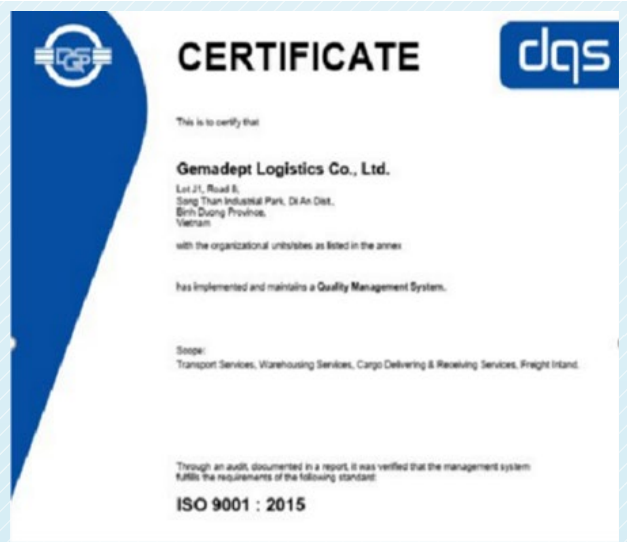 DQS
CERTIFICATE
dqs
This is to certify that
Gemadept Logistics Co., Ltd.
Lot J1, Road 8,
Song Than Industrial Park, Di An Dist.,
Binh Duong Province,
Vietnam
with the organizational units/sites as listed in the annex
has implemented and maintains a Quality Management System.
Scope:
Transport Services, Warehousing Services, Cargo Delivering & Receiving Services, Freight Inland.
Through an audit, documented in a report, it was verified that the management system
fulfills the requirements of the following standard:
ISO 9001 : 2015